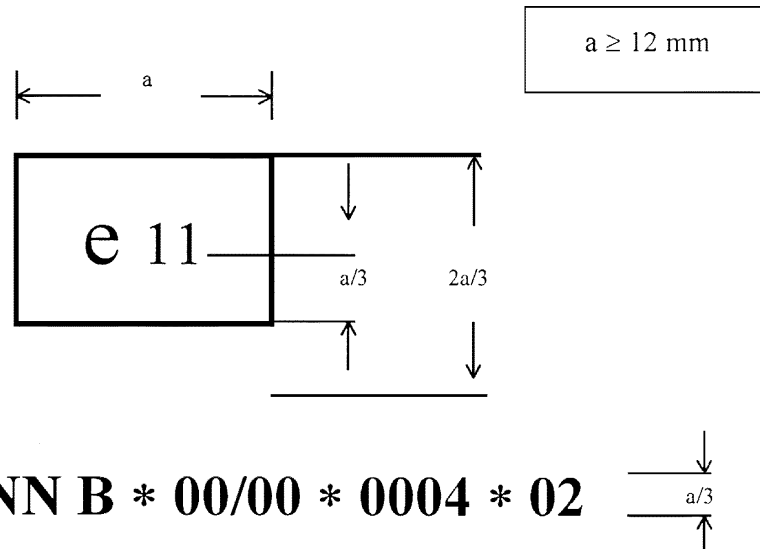 a ≥ 12 mm
a
e 11
a/3
2a/3
NN B * 00/00 * 0004 * 02
a/3